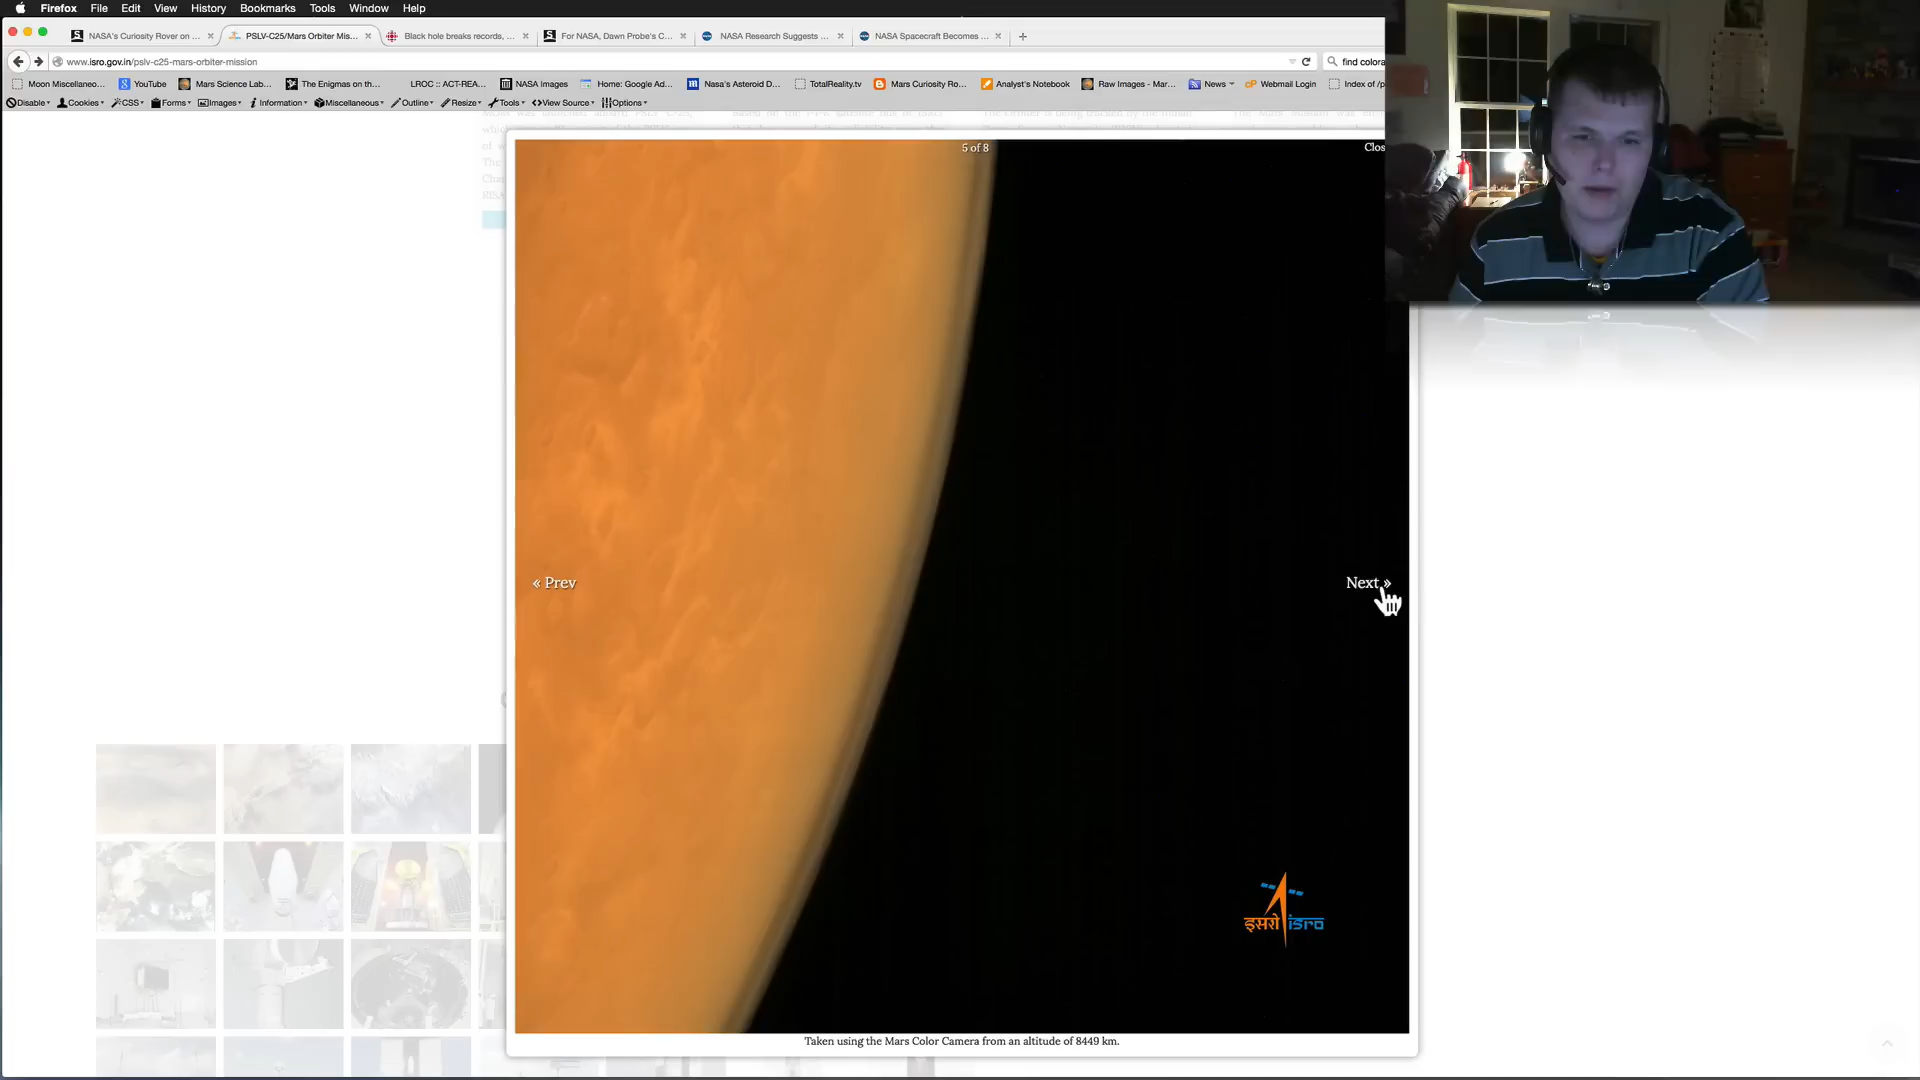 Firefox File Edit View History Bookmarks Tools Window Help
NASA's Curiosity Rover on ... PSLV-C25/Mars Orbiter Mis... Black hole breaks records, ... For NASA, Dawn Probe's C... NASA Research Suggests ... NASA Spacecraft Becomes ...
www.isro.gov.in/pslv-c25-mars-orbiter-mission find colora
Moon Miscellaneo... YouTube Mars Science Lab... The Enigmas on th... LROC :: ACT-REA... NASA images Home: Google Ad... Nasa's Asteroid D... TotalReality.tv Mars Curiosity Ro... Analyst's Notebook Raw Images - Mar... News Webmail Login Index of /p
Disable Cookies CSS Forms Images Information Miscellaneous Outline Resize Tools View Source Options
5 of 8
Clos
« Prev
Next »
इसरो isro
Taken using the Mars Color Camera from an altitude of 8449 km.